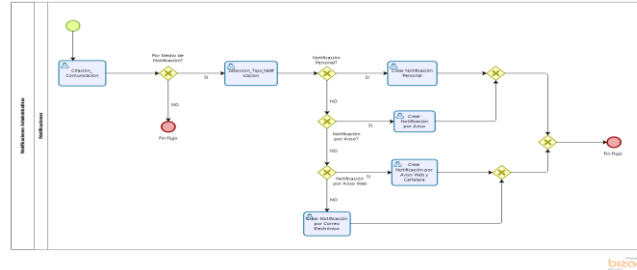 Notificaciones Administrativas
Notificaciones
Citación_
Comunicación
Por Medio de
Notificación?
SI
NO
Fin Flujo
Seleccion_Tipo_Notif
icacion
Notificación
Personal?
SI
NO
Crear Notificación
Personal
Notificación
por Aviso?
SI
NO
Crear
Notificación
por Aviso
Notificación
por Aviso Web
SI
NO
Crear
Notificación por
Aviso Web y
Cartelera
Crear Notificación
por Correo
Electrónico
Fin Flujo